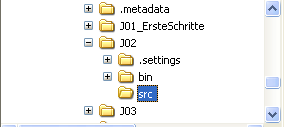 .metadata
J01_ErsteSchritte
J02
.settings
bin
src
J03